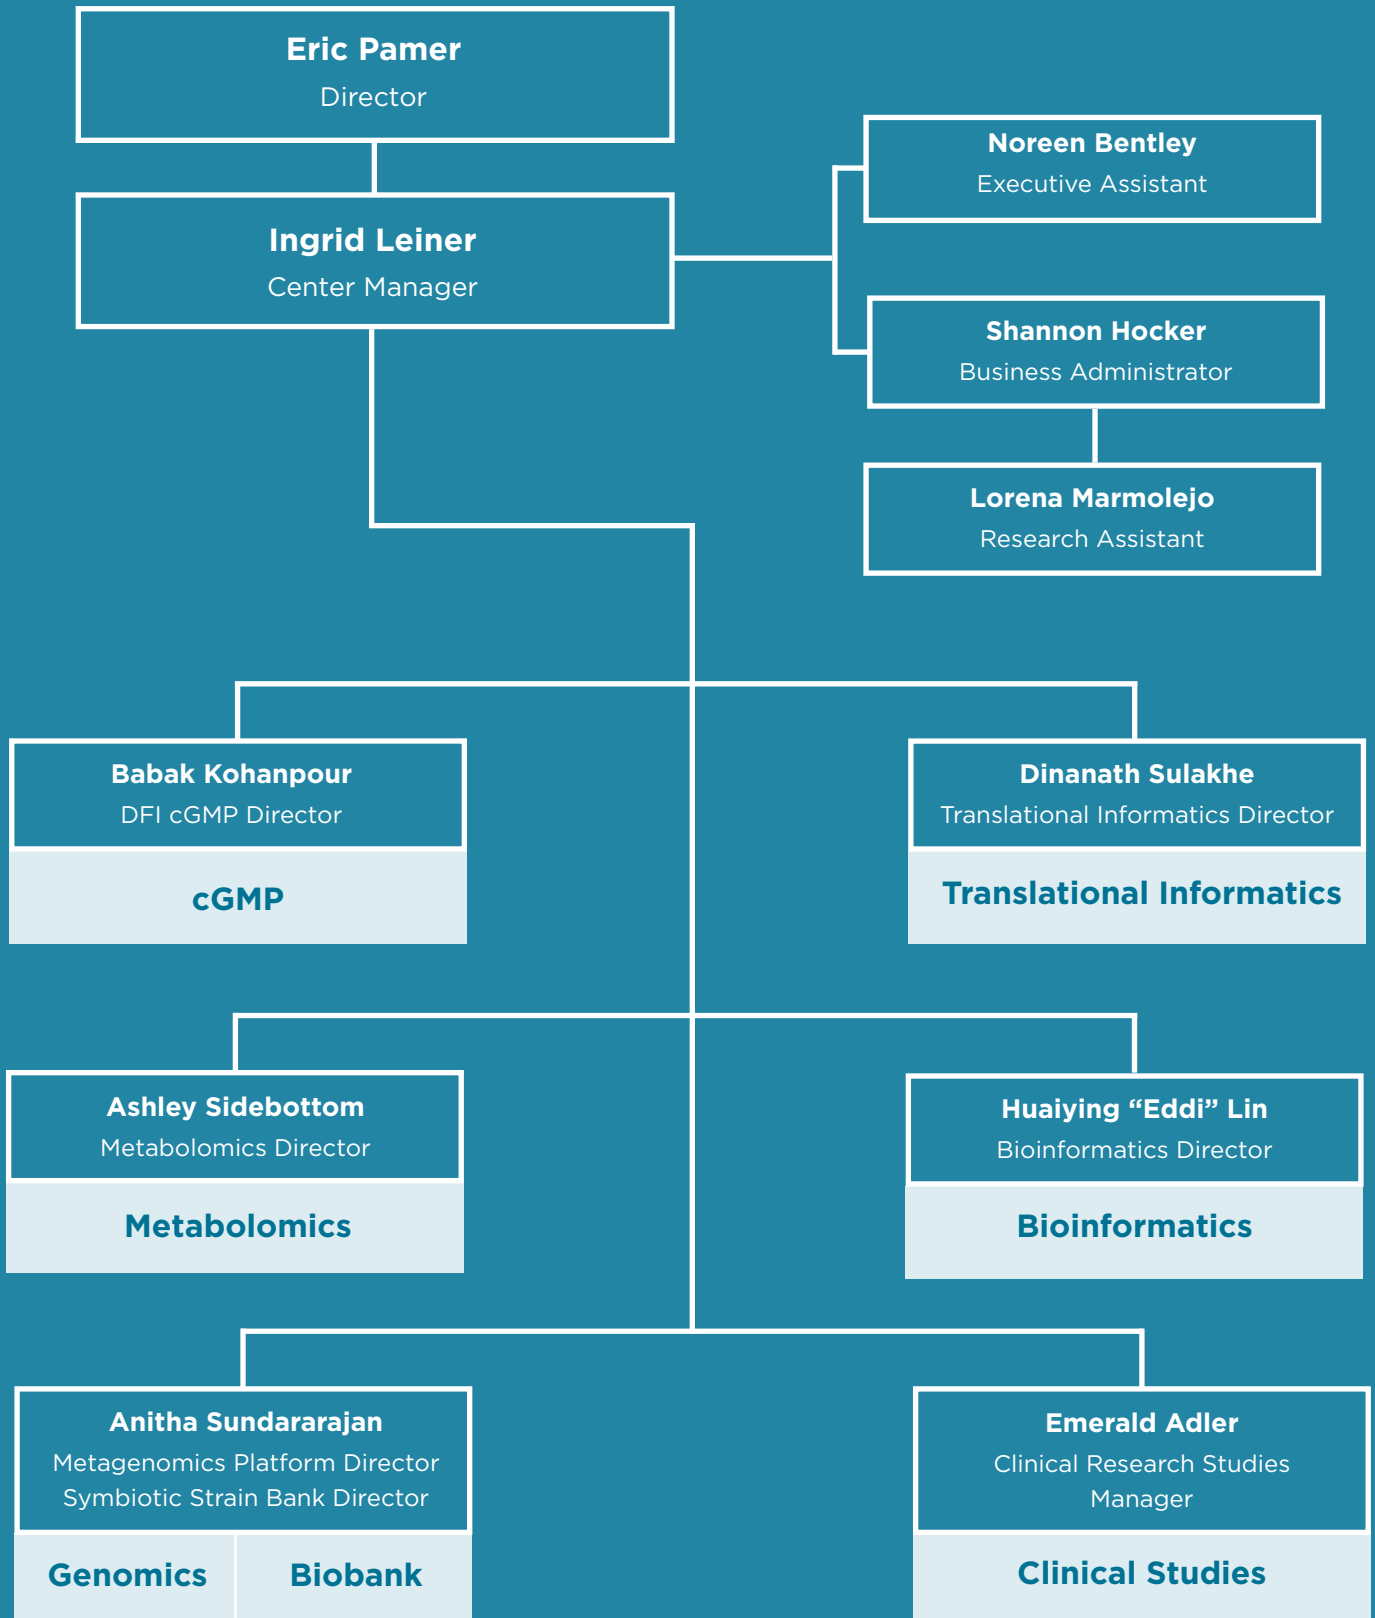 Eric Pamer
Director
Ingrid Leiner
Center Manager
Noreen Bentley
Executive Assistant
Shannon Hocker
Business Administrator
Lorena Marmolejo
Research Assistant
Babak Kohanpour
DFI cGMP Director
cGMP
Dinanath Sulakhe
Translational Informatics Director
Translational Informatics
Ashley Sidebottom
Metabolomics Director
Metabolomics
Huaiying “Eddi” Lin
Bioinformatics Director
Bioinformatics
Anitha Sundararajan
Metagenomics Platform Director
Symbiotic Strain Bank Director
Genomics
Biobank
Emerald Adler
Clinical Research Studies
Manager
Clinical Studies